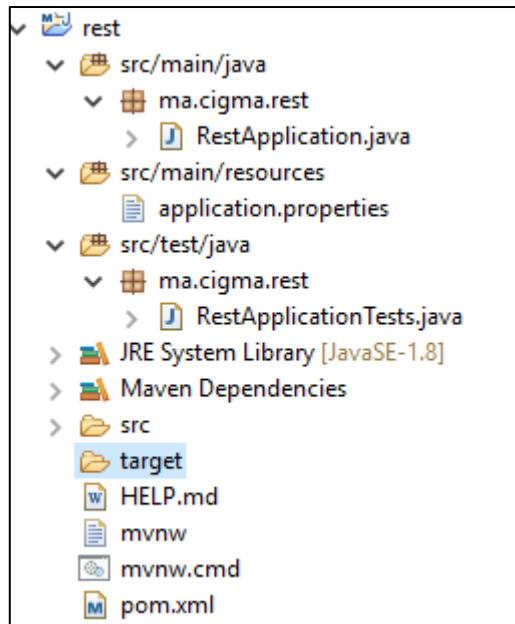 rest
src/main/java
ma.cigma.rest
RestApplication.java
src/main/resources
application.properties
src/test/java
ma.cigma.rest
RestApplicationTests.java
JRE System Library [JavaSE-1.8]
Maven Dependencies
src
target
HELP.md
mvnw
mvnw.cmd
pom.xml